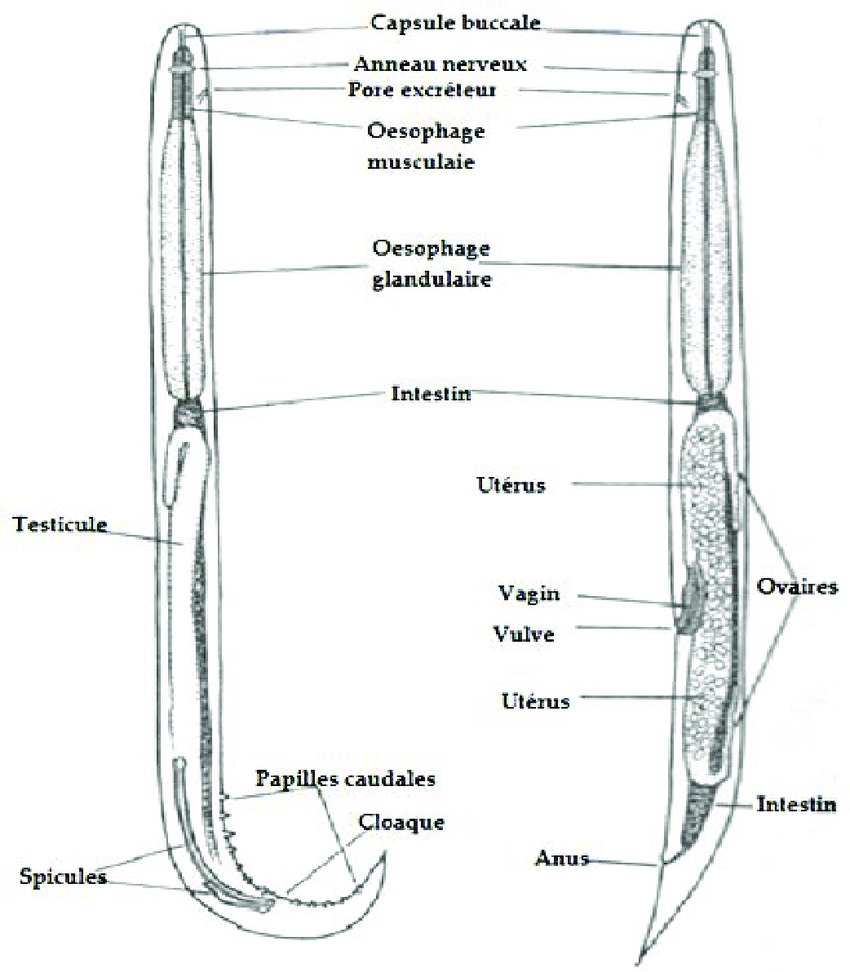 Capsule buccale
Anneau nerveux
Pore excréteur
Oesophage
musculaie
Oesophage
glandulaire
Intestin
Utérus
Testicule
Ovaires
Vagin
Vulve
Utérus
Papilles caudales
Intestin
Cloaque
Anus
Spicules